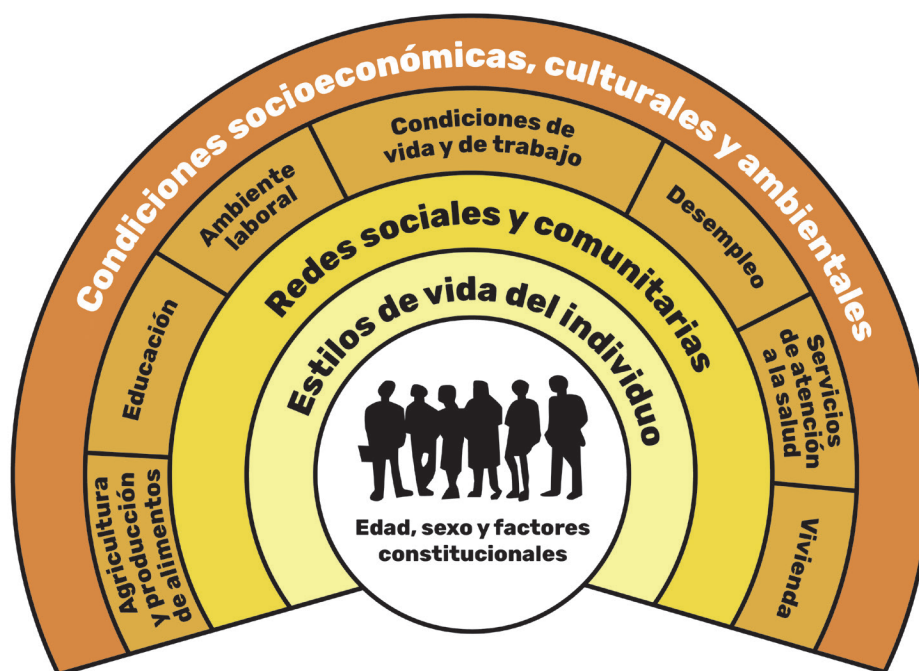 Condiciones socioeconómicas, culturales y ambientales
Agricultura
y producción
de alimentos
Educación
Ambiente
laboral
Condiciones de
vida y de trabajo
Desempleo
Servicios
de atención
a la salud
Vivienda
Redes sociales y comunitarias
Estilos de vida del individuo
Edad, sexo y factores
constitucionales